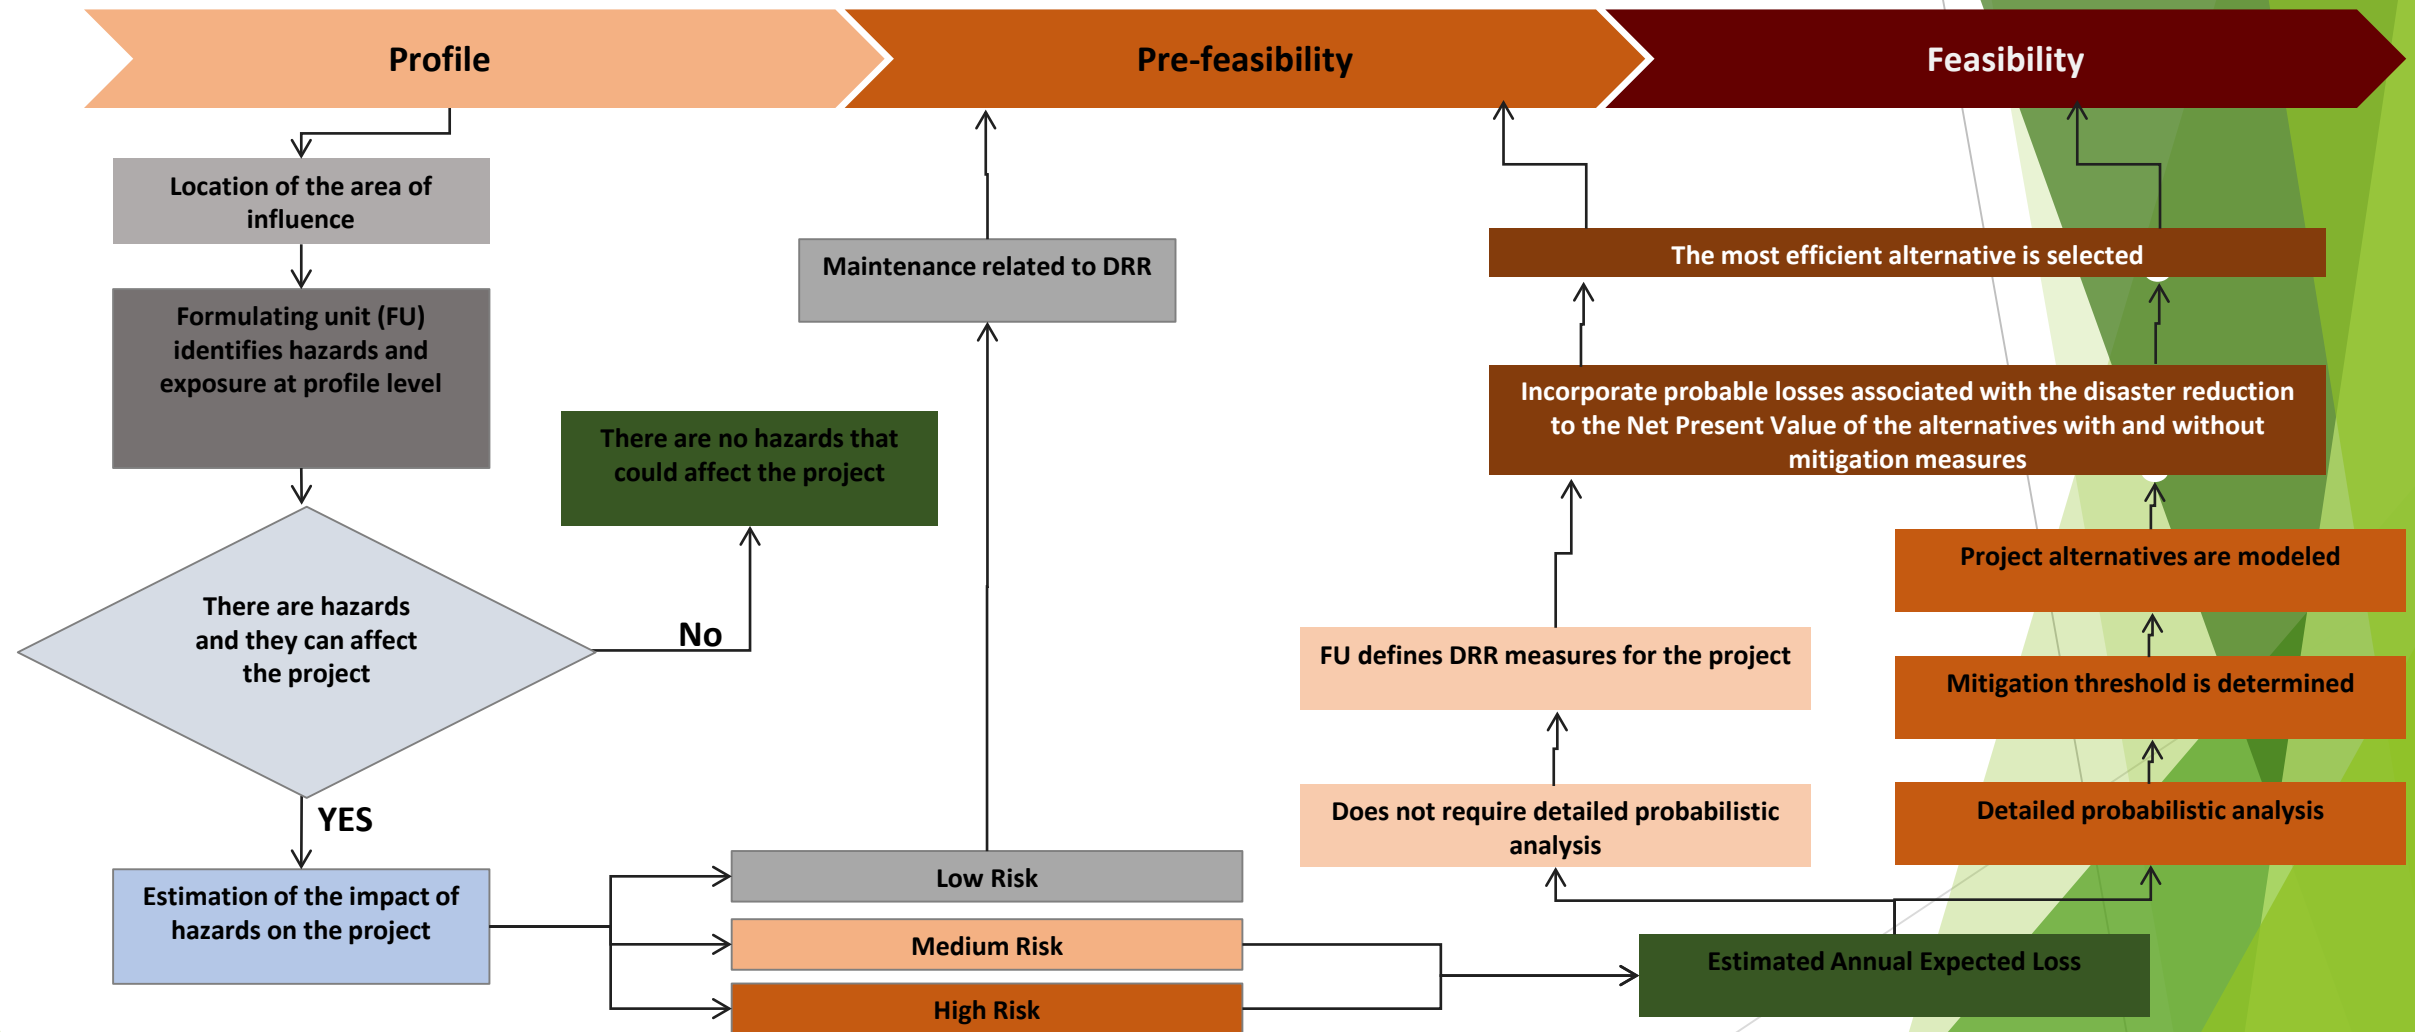 Profile
Pre-feasibility
Feasibility
Location of the area of
influence
Formulating unit (FU)
identifies hazards and
exposure at profile level
There are hazards
and they can affect
the project
No
There are no hazards that
could affect the project
YES
Estimation of the impact of
hazards on the project
Low Risk
Medium Risk
High Risk
Maintenance related to DRR
Estimated Annual Expected Loss
Does not require detailed probabilistic
analysis
FU defines DRR measures for the project
Detailed probabilistic analysis
Mitigation threshold is determined
Project alternatives are modeled
Incorporate probable losses associated with the disaster reduction
to the Net Present Value of the alternatives with and without
mitigation measures
The most efficient alternative is selected